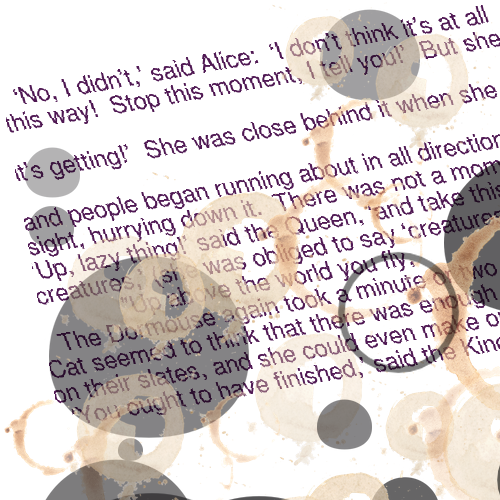 'No, I didn't,' said Alice: 'I don't think it's at all
this way! Stop this moment, I tell you!' But she
it's getting!' She was close behind it when she
and people began running about in all direction
sight, hurrying down it. There was not a mom
'Up, lazy thing!' said the Queen, 'and take this
creatures, (she was obliged to say 'creatures
"Up above the world you fly,
The Dormouse again took a minute or two
Cat seemed to think that there was enough
on their slates, and she could even make o
'You ought to have finished,' said the King